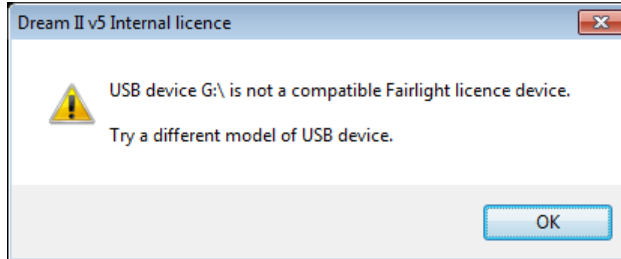 Dream II v5 Internal licence
USB device G:\ is not a compatible Fairlight licence device.
Try a different model of USB device.
OK